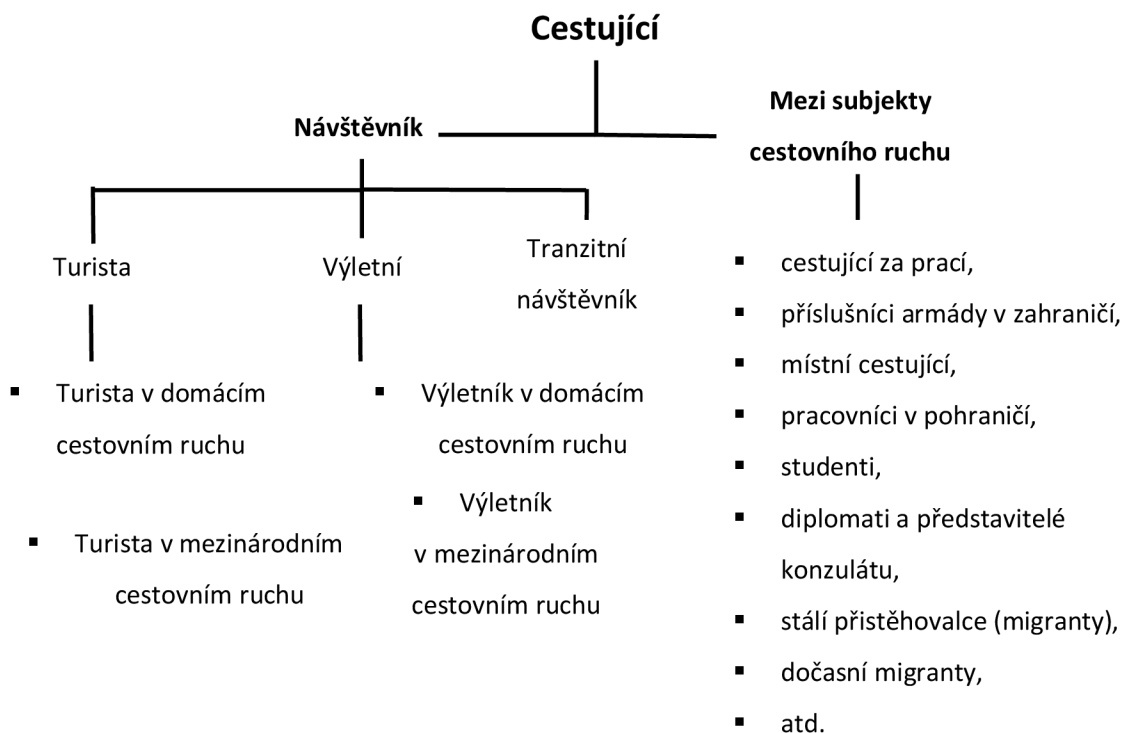 Cestující
Návštěvník
Mezi subjekty
cestovního ruchu
Turista
Výletní
Tranzitní
návštěvník
▪ Turista v domácím
cestovním ruchu
▪ Turista v mezinárodním
cestovním ruchu
▪ Výletník v domácím
cestovním ruchu
▪ Výletník
v mezinárodním
cestovním ruchu
▪ cestující za prací,
▪ příslušníci armády v zahraničí,
▪ místní cestující,
▪ pracovníci v pohraničí,
▪ studenti,
▪ diplomati a představitelé
konzulátu,
▪ stálí přistěhovalce (migranty),
▪ dočasní migranty,
▪ atd.